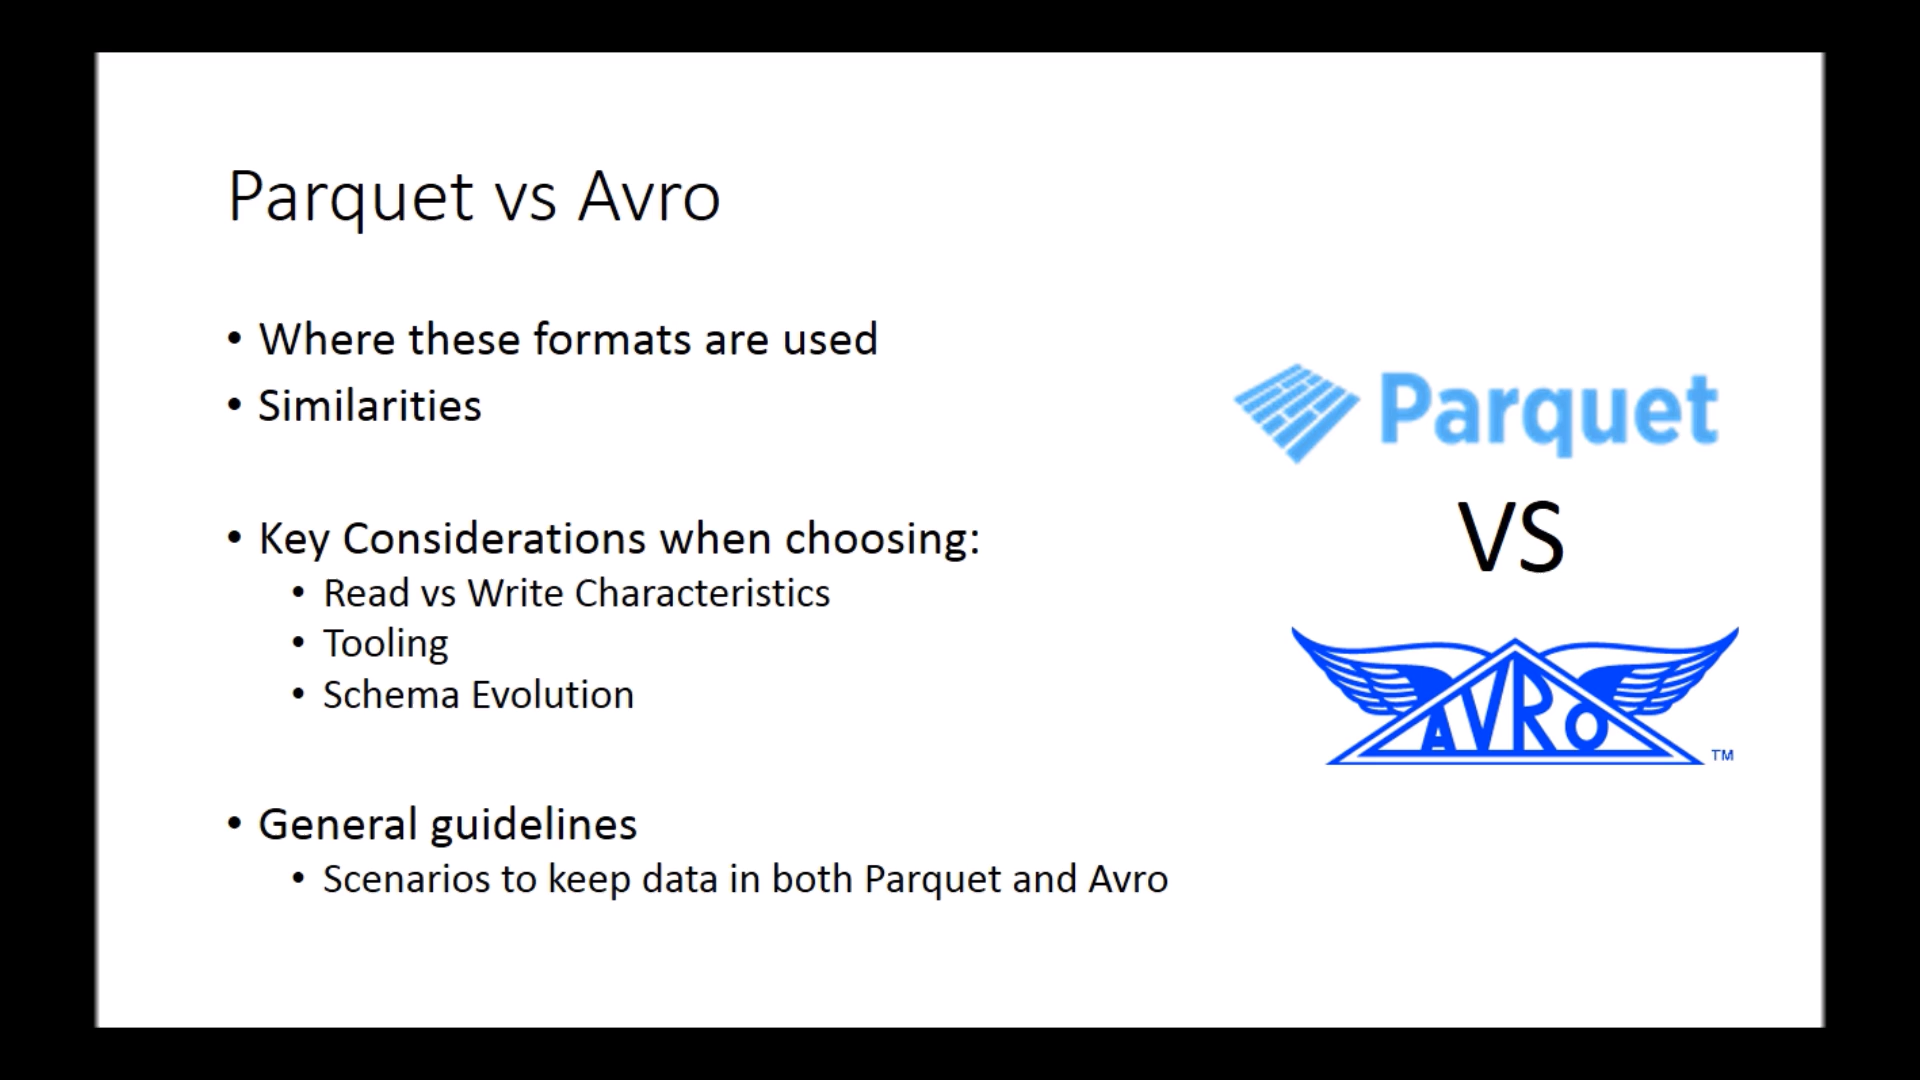 Parquet vs Avro
• Where these formats are used
• Similarities
• Key Considerations when choosing:
• Read vs Write Characteristics
• Tooling
• Schema Evolution
• General guidelines
• Scenarios to keep data in both Parquet and Avro
Parquet
VS
AVRO
TM